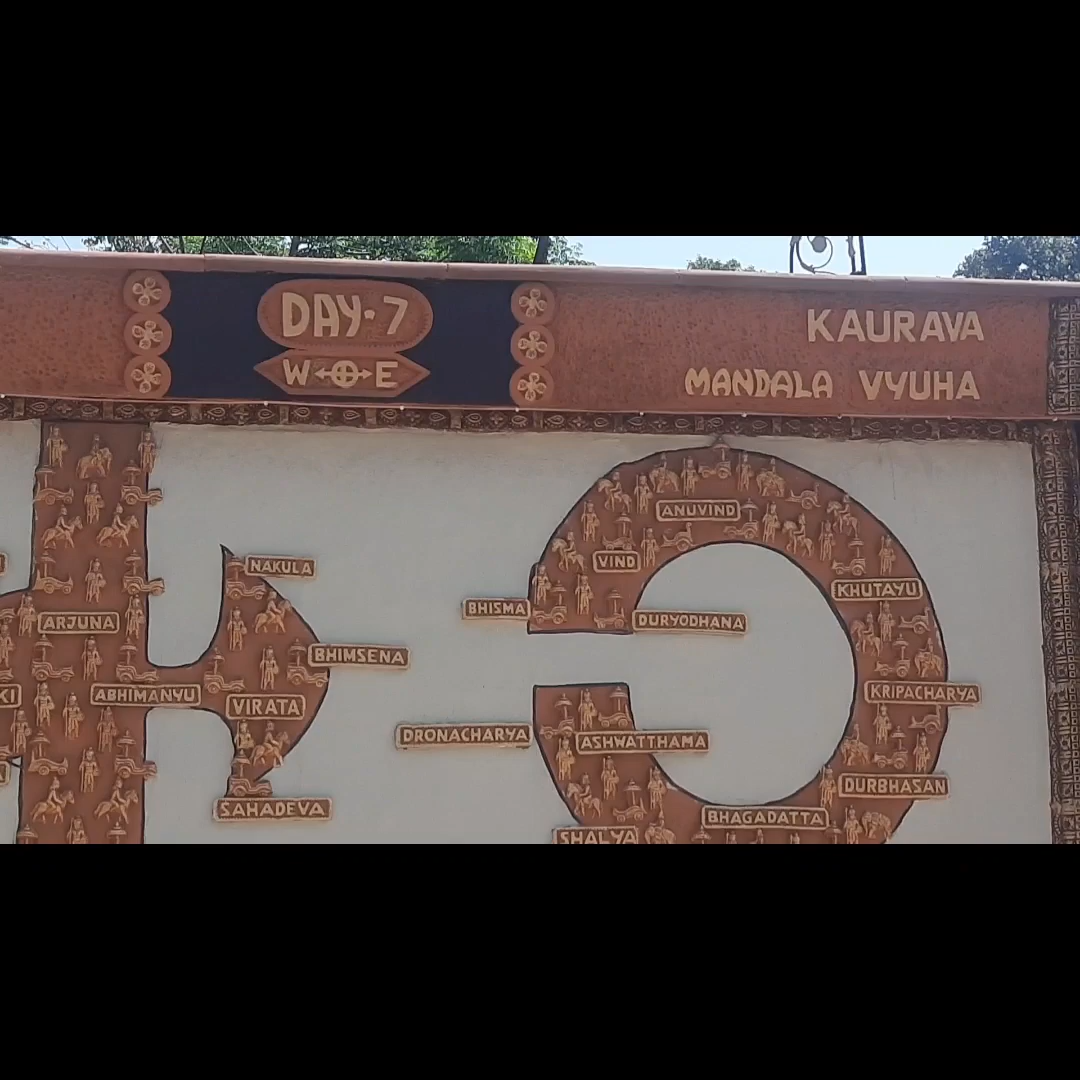 DAY·7
W E
KAURAVA
MANDALA VYUHA
NAKULA
ARJUNA
BHIMSENA
ABHIMANYU
VIRATA
SAHADEVA
ANUVIND
VIND
KHUTAYU
BHISMA
DURYODHANA
KRIPACHARYA
DRONACHARYA
ASHWATTHAMA
DURBHASAN
BHAGADATTA
SHALYA